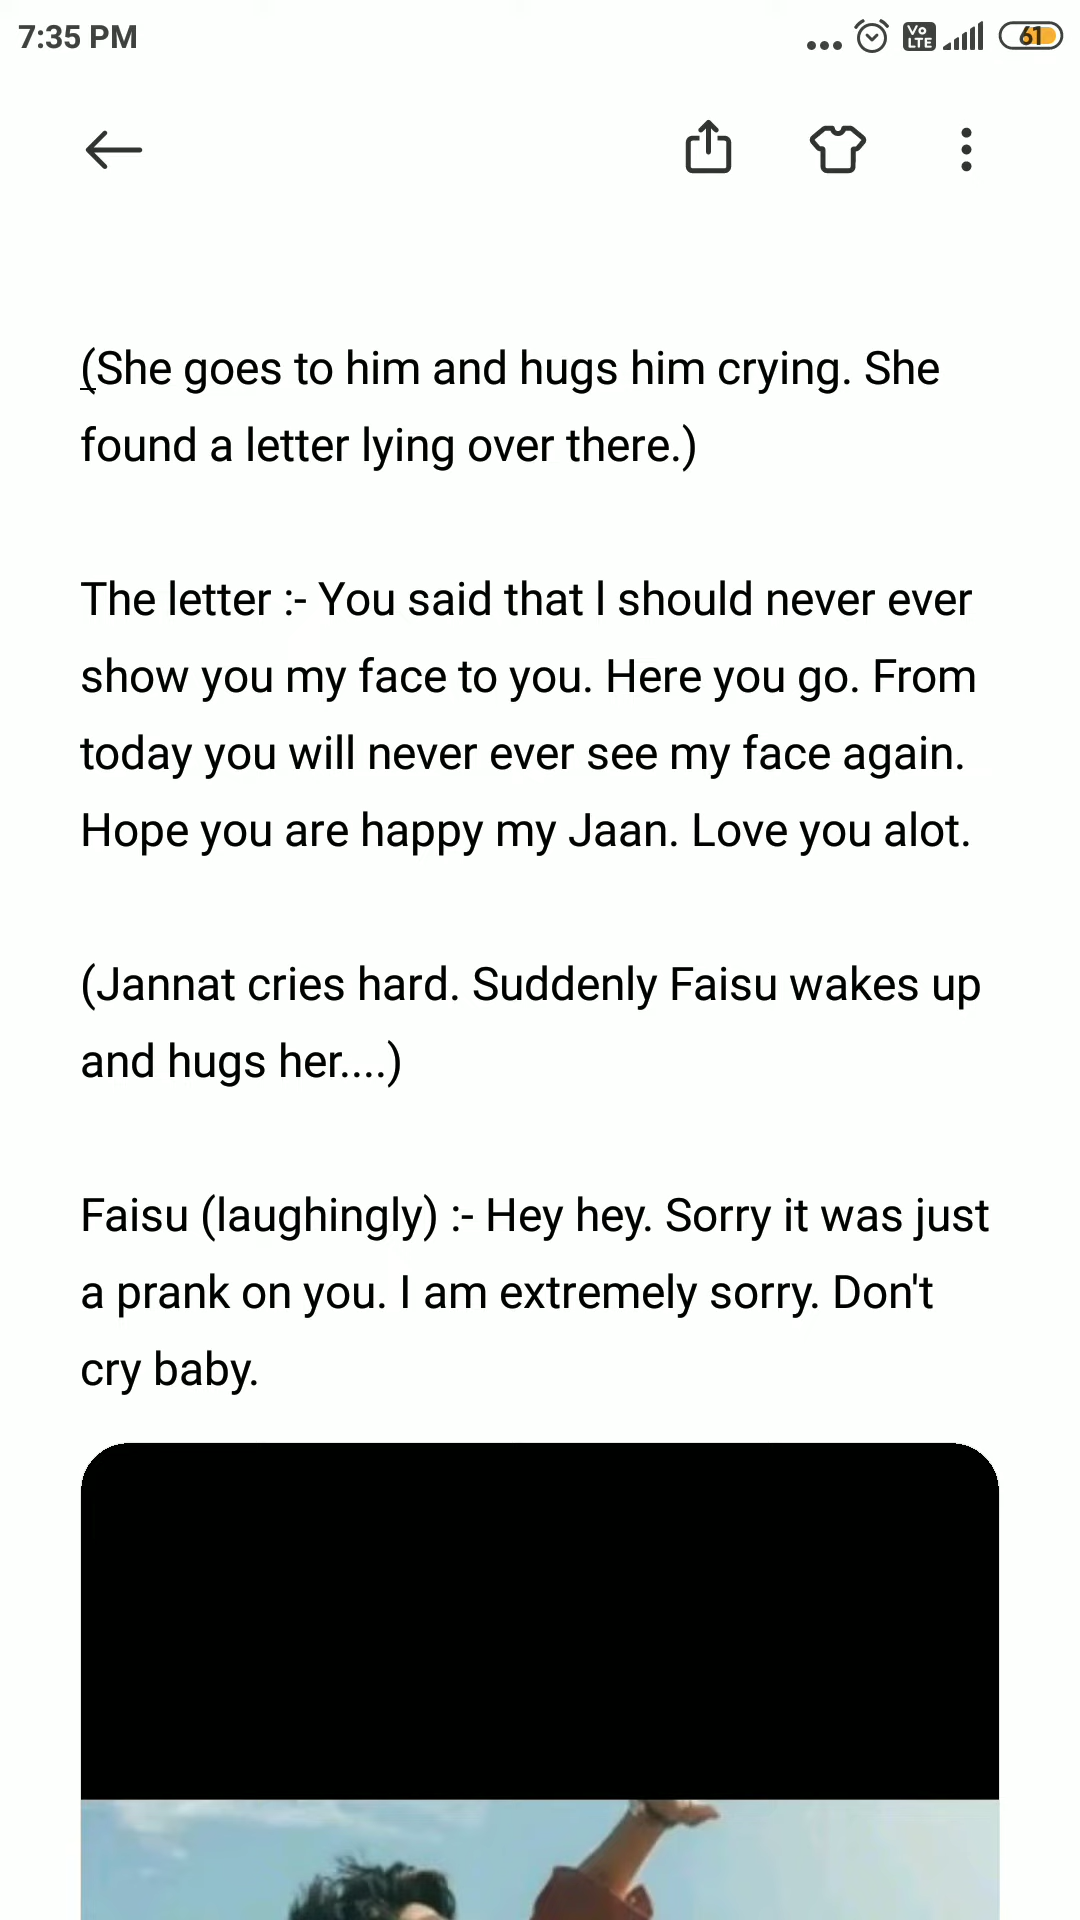 7:35 PM
Vo
LTE
61
(She goes to him and hugs him crying. She
found a letter lying over there.)
The letter :- You said that I should never ever
show you my face to you. Here you go. From
today you will never ever see my face again.
Hope you are happy my Jaan. Love you alot.
(Jannat cries hard. Suddenly Faisu wakes up
and hugs her....)
Faisu (laughingly) :- Hey hey. Sorry it was just
a prank on you. I am extremely sorry. Don't
cry baby.